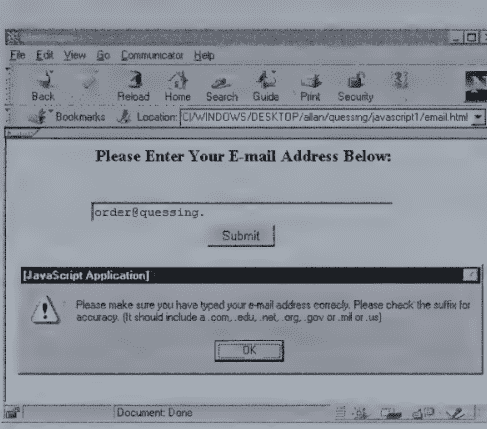 File Edit View Go Communicator Help
Back Reload Home Search Guide Print Security
Bookmarks Location: C|/WINDOWS/DESKTOP/allan/quessing/javascript1/email.html
Please Enter Your E-mail Address Below:
order@quessing.
Submit
[JavaScript Application]
Please make sure you have typed your e-mail address correctly. Please check the suffix for
accuracy. (It should include a .com, .edu, .net, .org, .gov or .mil or .us)
OK
Document: Done